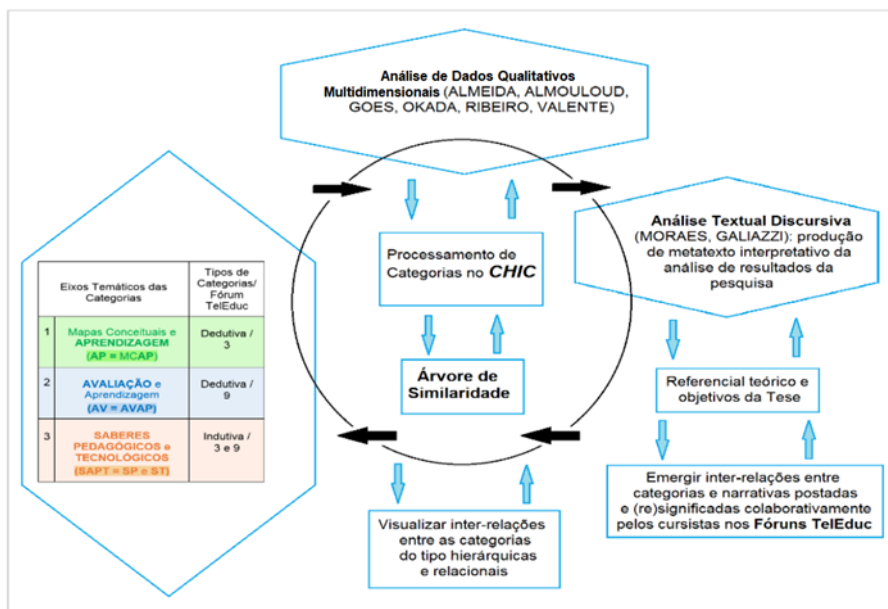 Análise de Dados Qualitativos
Multidimensionais (ALMEIDA, ALMOULOUD,
GOES, OKADA, RIBEIRO, VALENTE)
Processamento de
Categorias no CHIC
Árvore de
Similaridade
Visualizar inter-relações
entre as categorias
do tipo hierárquicas
e relacionais
Eixos Temáticos das
Categorias
Tipos de
Categorias/
Fórum
TelEduc
1
Mapas Conceituais e
APRENDIZAGEM
(AP = MCAP)
Dedutiva /
3
2
AVALIAÇÃO e
Aprendizagem
(AV = AVAP)
Dedutiva /
9
3
SABERES
PEDAGÓGICOS e
TECNOLÓGICOS
(SAPT = SP e ST)
Indutiva /
3 e 9
Análise Textual Discursiva
(MORAES, GALIAZZI): produção
de metatexto interpretativo da
análise de resultados da
pesquisa
Referencial teórico e
objetivos da Tese
Emergir inter-relações entre
categorias e narrativas postadas
e (re)significadas colaborativamente
pelos cursistas nos Fóruns TelEduc